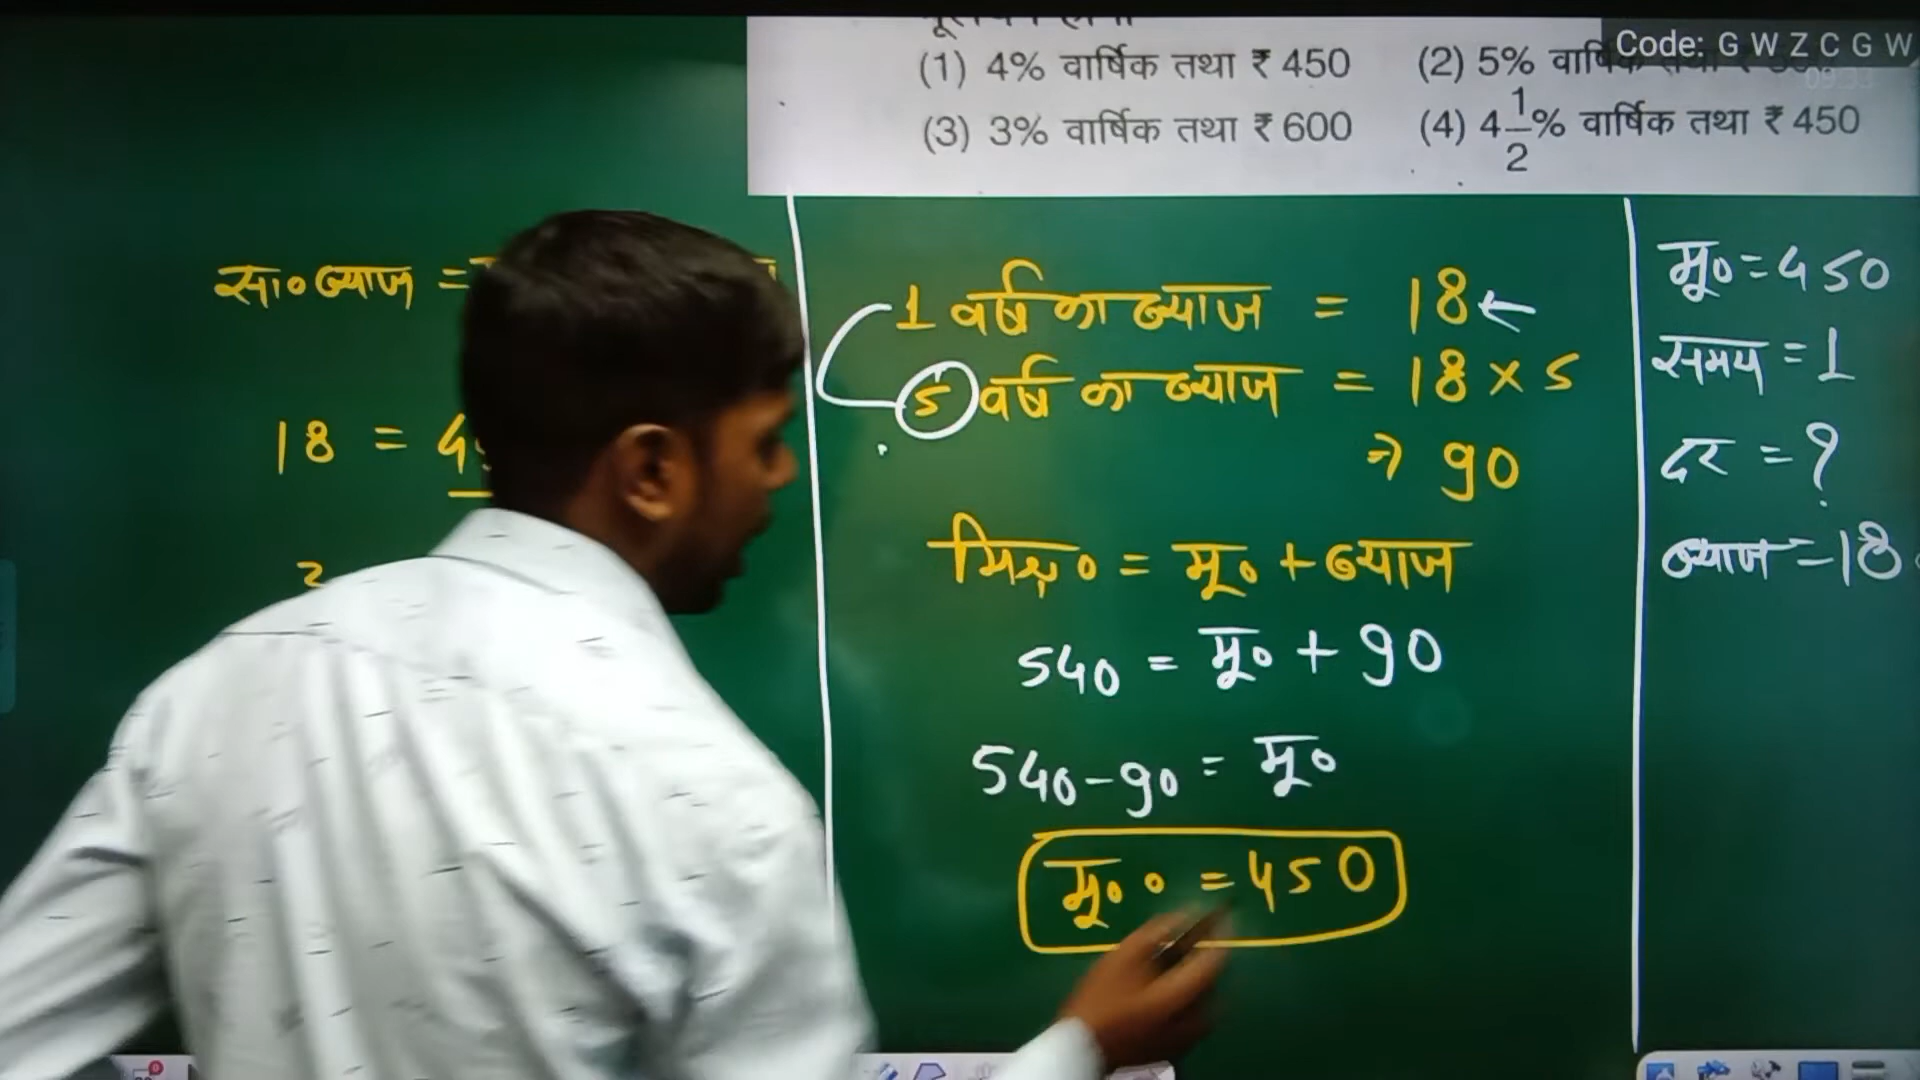 Code: G W Z C G W
(1) 4% वार्षिक तथा ₹ 450
(2) 5%
(3) 3% वार्षिक तथा ₹ 600
(4) 4 1/2 % वार्षिक तथा ₹ 450
सा० ब्याज =
18 =
1 वर्ष का ब्याज = 18
5 वर्ष का ब्याज = 18 × 5
⇒ 90
मिश्र० = मू० + ब्याज
540 = मू० + 90
540 - 90 = मू०
मू० = 450
मू० = 450
समय = 1
दर = ?
ब्याज = 18